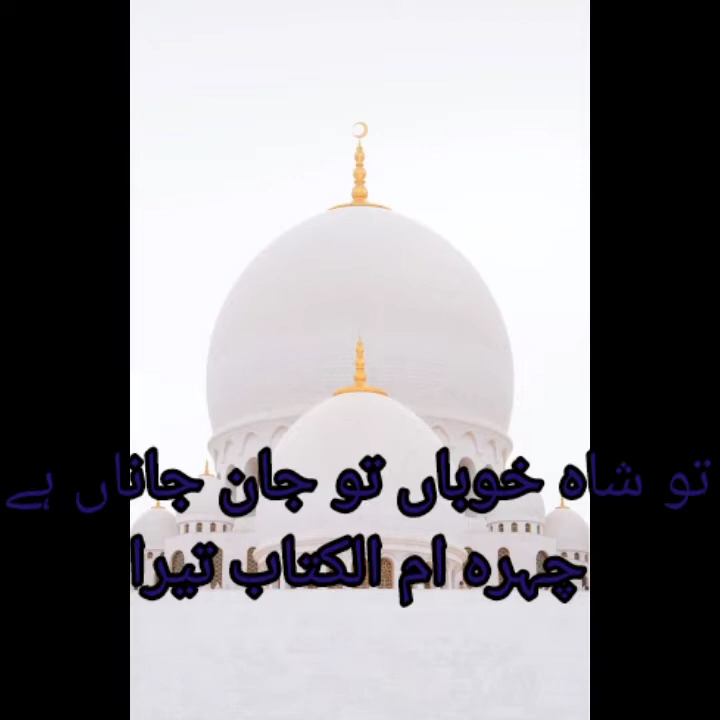 تو شاہ خوباں تو جان جاناں ہے
چہرہ ام الکتاب تیرا